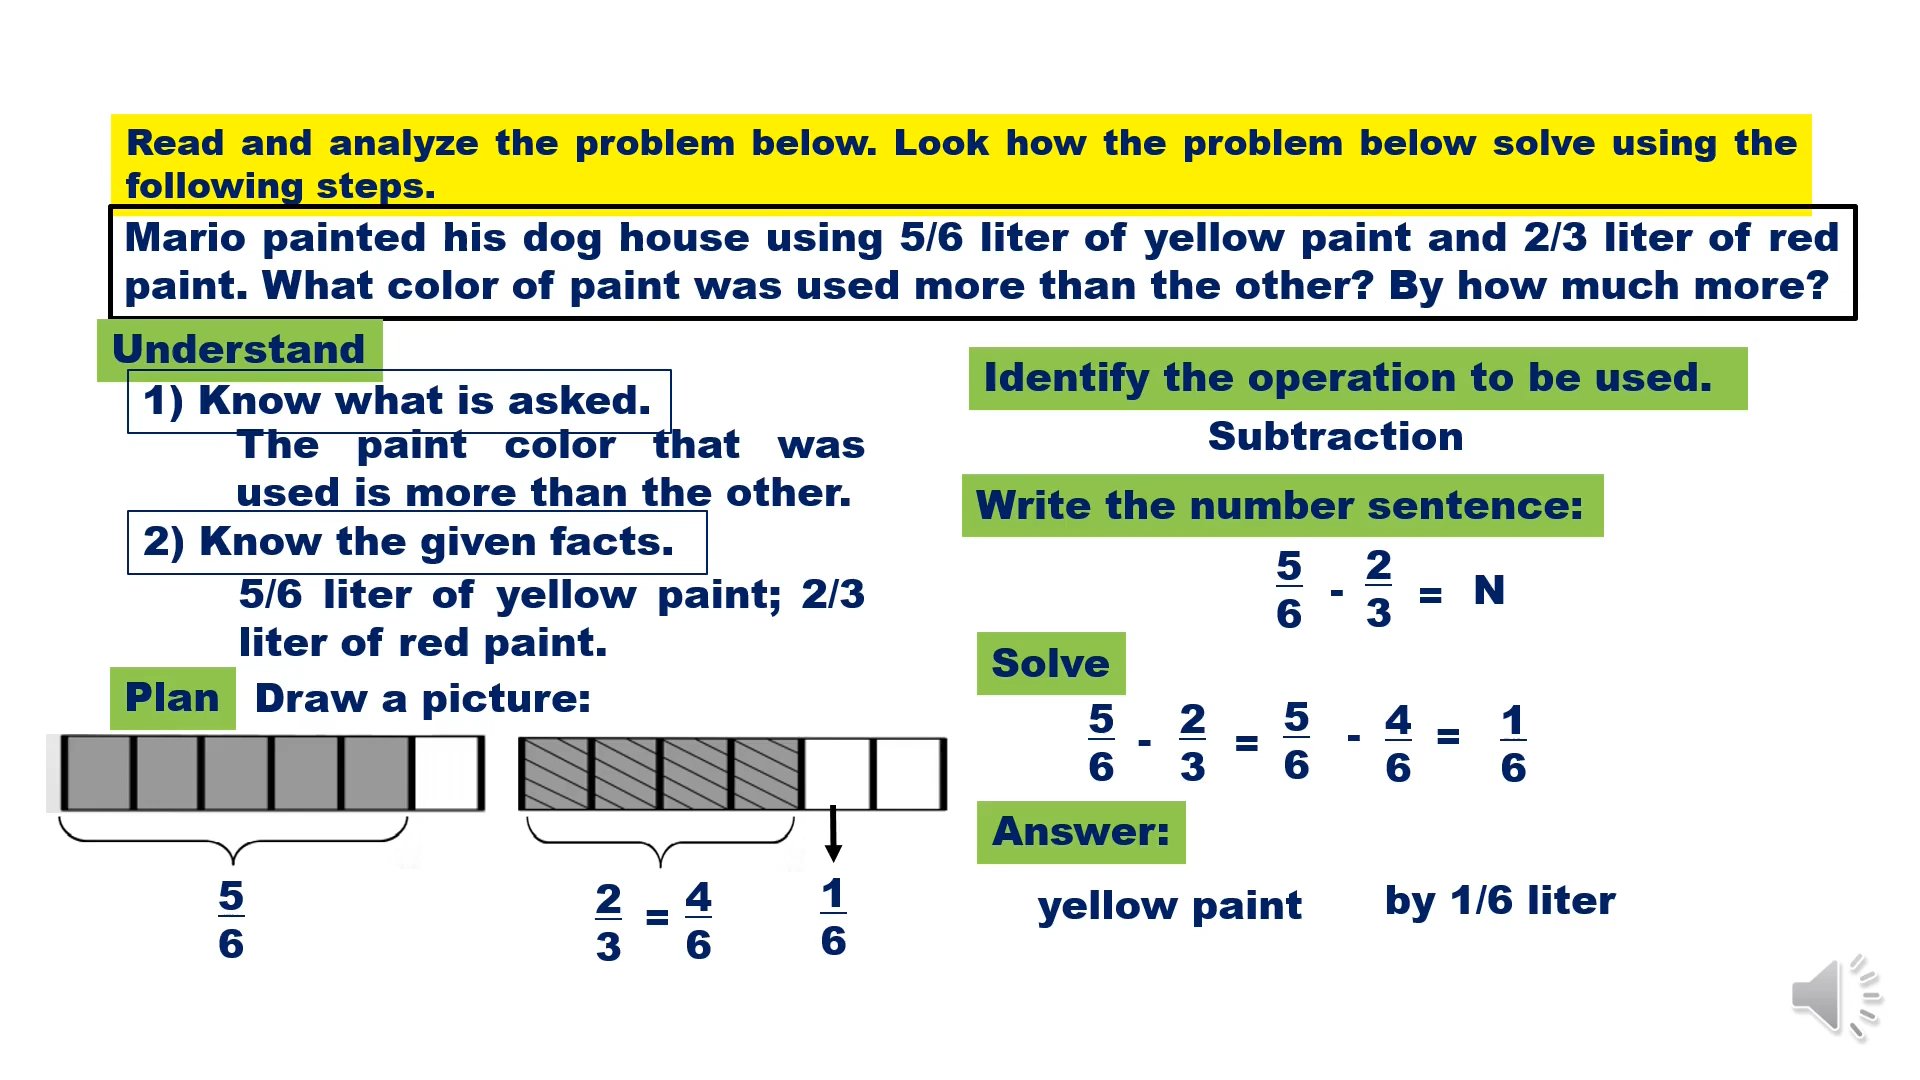 Read and analyze the problem below. Look how the problem below solve using the
following steps.
Mario painted his dog house using 5/6 liter of yellow paint and 2/3 liter of red
paint. What color of paint was used more than the other? By how much more?
Understand
1) Know what is asked.
The paint color that was
used is more than the other.
2) Know the given facts.
5/6 liter of yellow paint; 2/3
liter of red paint.
Plan Draw a picture:
5/6
2/3 = 4/6
1/6
Identify the operation to be used.
Subtraction
Write the number sentence:
5/6 - 2/3 = N
Solve
5/6 - 2/3 = 5/6 - 4/6 = 1/6
Answer:
yellow paint by 1/6 liter